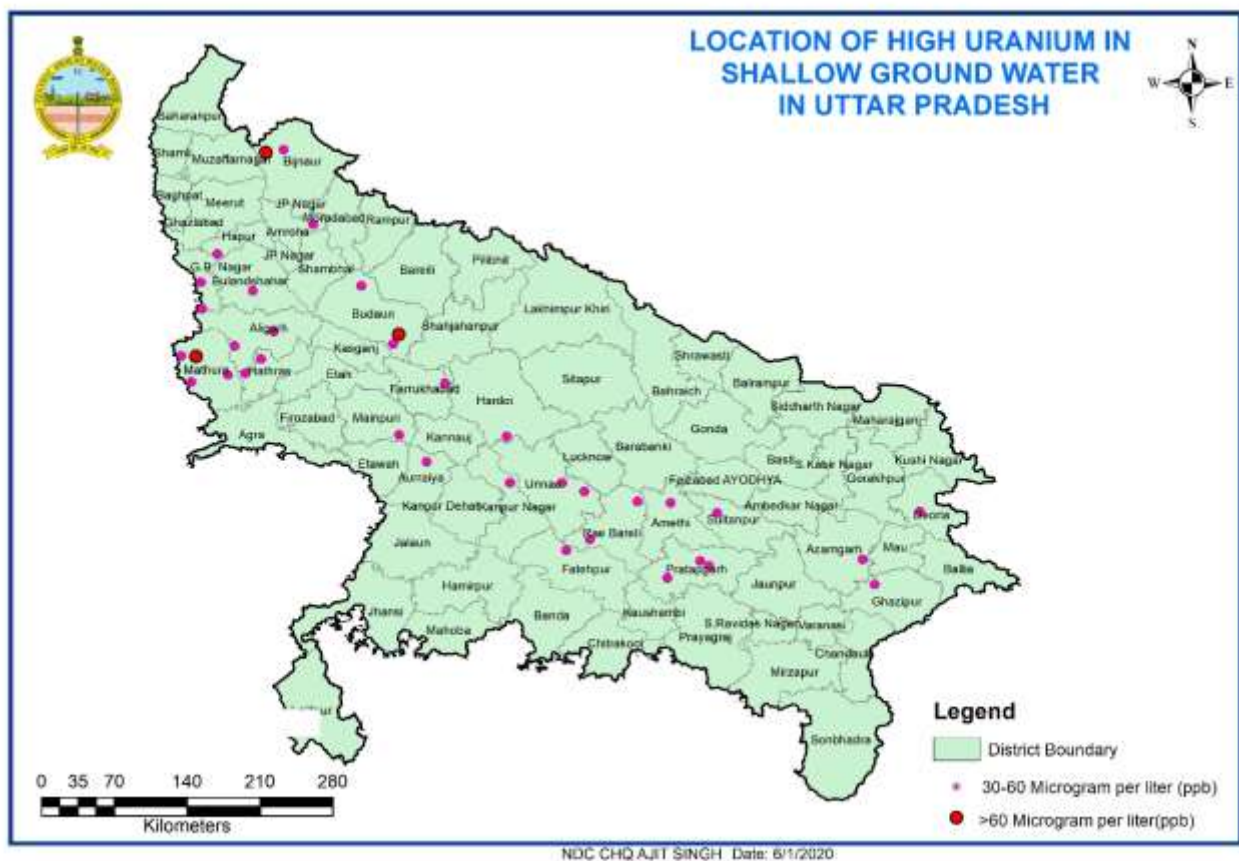 LOCATION OF HIGH URANIUM IN
SHALLOW GROUND WATER
IN UTTAR PRADESH
N
W E
S
Saharanpur
Shamli
Muzaffarnagar
Bijnaur
Baghpat
Meerut
JP Nagar
Moradabad
Rampur
Ghaziabad
Hapur
Amroha
JP Nagar
G.B. Nagar
Shambhal
Bareilli
Pilibhit
Bulandshahar
Budaun
Shahjahanpur
Lakhimpur Khiri
Aligarh
Kasganj
Shrawasti
Mathura
Hathras
Etah
Farrukhabad
Hardoi
Sitapur
Bahraich
Balrampur
Siddharth Nagar
Maharajganj
Firozabad
Mainpuri
Agra
Kannauj
Gonda
Etawah
Lucknow
Barabanki
Basti
S.Kabir Nagar
Kushi Nagar
Gorakhpur
Auraiya
Unnao
Faizabad AYODHYA
Kanpur Dehat
Kanpur Nagar
Ambedkar Nagar
Amethi
Sultanpur
Deoria
Rae Bareli
Jalaun
Azamgarh
Mau
Ballia
Fatehpur
Pratapgarh
Jaunpur
Hamirpur
Ghazipur
Jhansi
Banda
Kaushambi
Mahoba
S.Ravidas Nagar
Varanasi
Chitrakoot
Prayagraj
Chandauli
Mirzapur
Sonbhadra
Legend
District Boundary
30-60 Microgram per liter (ppb)
>60 Microgram per liter(ppb)
0 35 70 140 210 280
Kilometers
NDC CHQ AJIT SINGH Date: 6/1/2020